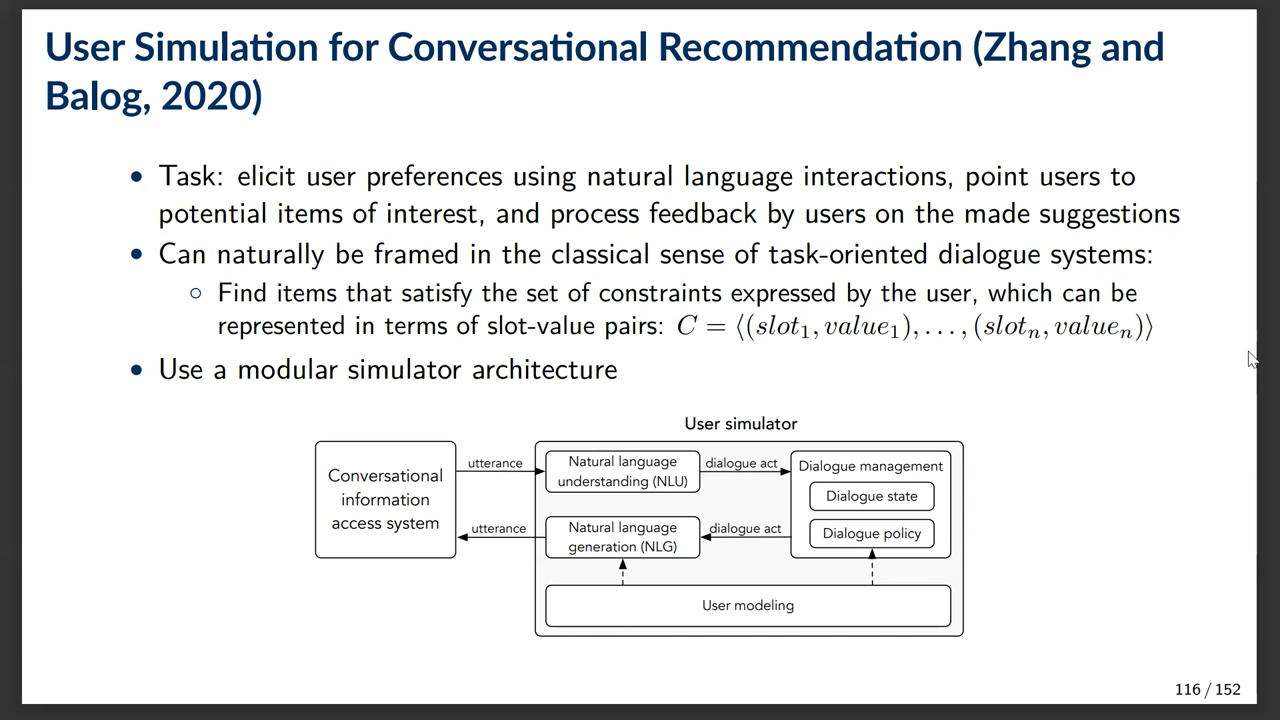 User Simulation for Conversational Recommendation (Zhang and
Balog, 2020)
• Task: elicit user preferences using natural language interactions, point users to
potential items of interest, and process feedback by users on the made suggestions
• Can naturally be framed in the classical sense of task-oriented dialogue systems:
○ Find items that satisfy the set of constraints expressed by the user, which can be
represented in terms of slot-value pairs: C = ⟨(slot₁, value₁), . . . , (slotₙ, valueₙ)⟩
• Use a modular simulator architecture
User simulator
Conversational
information
access system
utterance
Natural language
understanding (NLU)
dialogue act
Dialogue management
Dialogue state
Dialogue policy
utterance
Natural language
generation (NLG)
dialogue act
User modeling
116 / 152